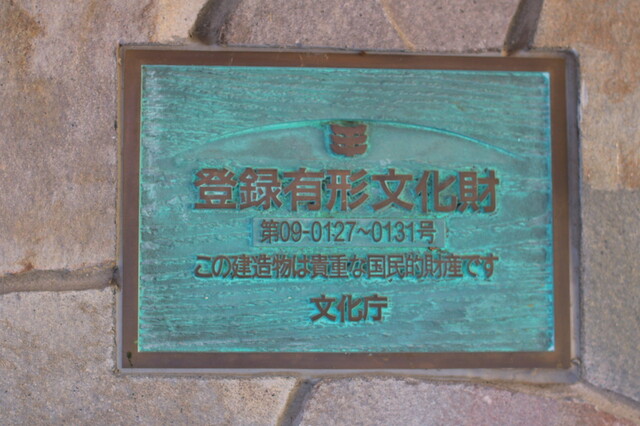 登録有形文化財
第09-0127~0131号
この建造物は貴重な国民的財産です
文化庁